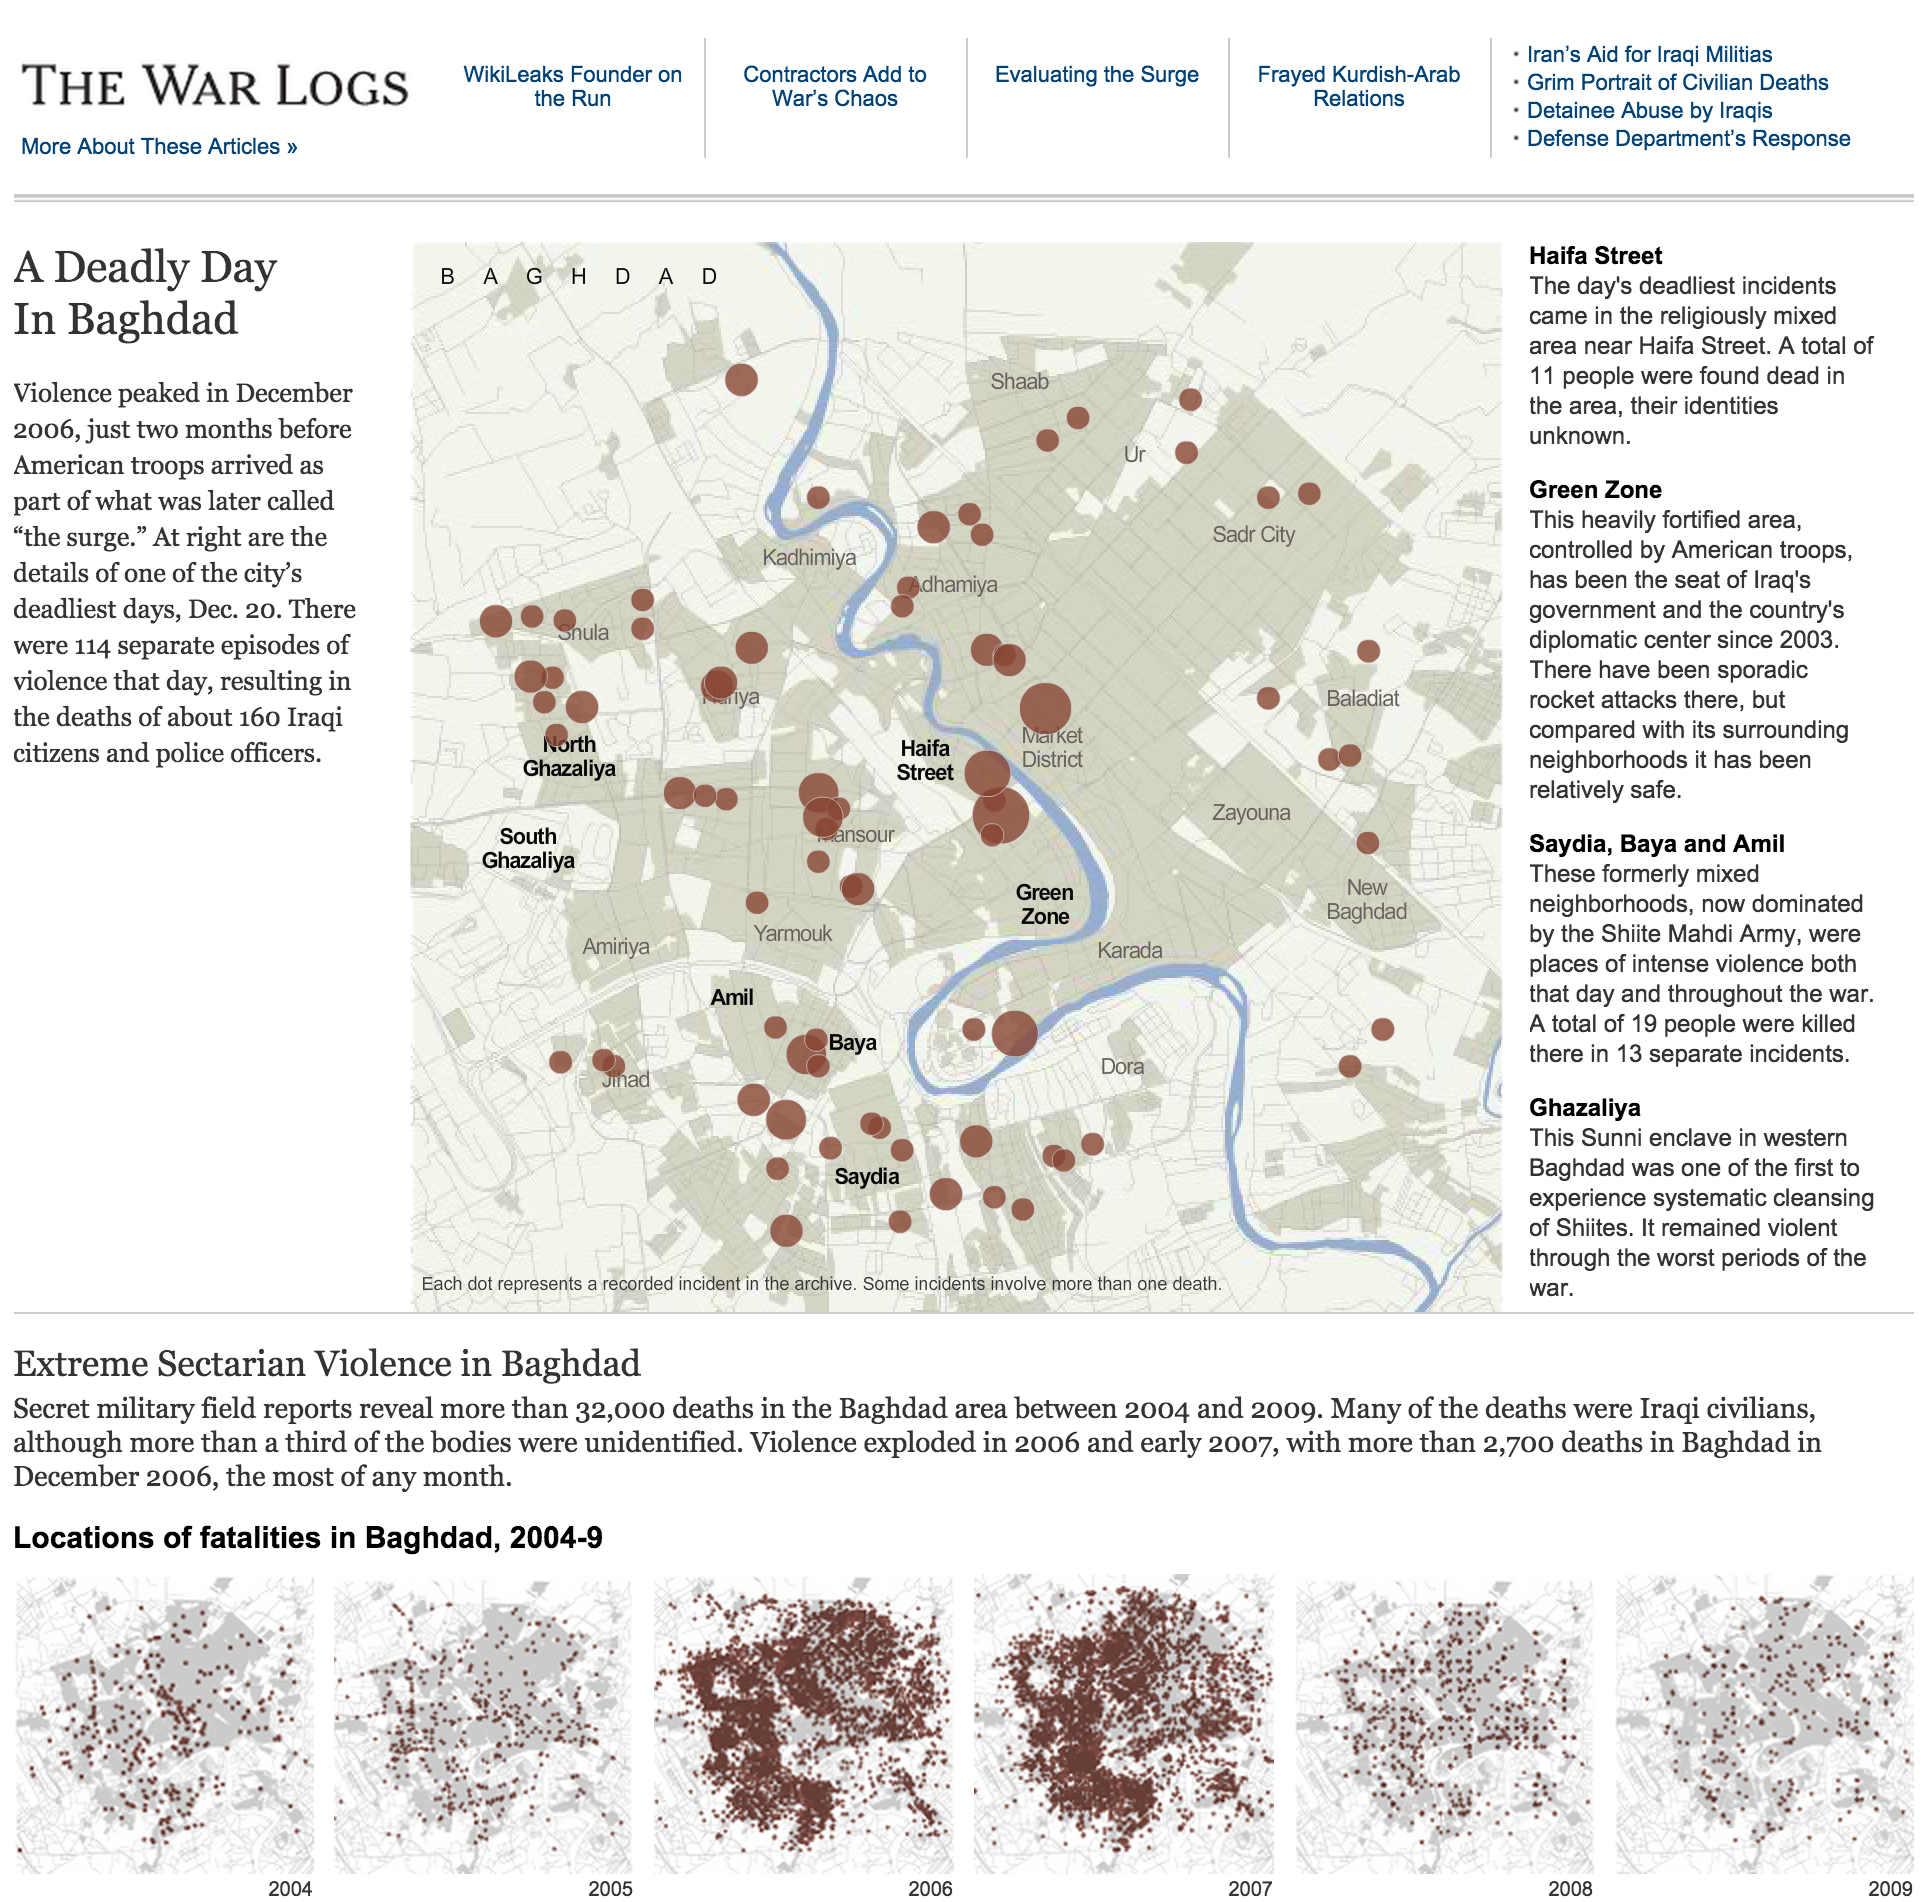 THE WAR LOGS
More About These Articles »
WikiLeaks Founder on
the Run
Contractors Add to
War's Chaos
Evaluating the Surge
Frayed Kurdish-Arab
Relations
· Iran's Aid for Iraqi Militias
· Grim Portrait of Civilian Deaths
· Detainee Abuse by Iraqis
· Defense Department's Response
A Deadly Day
In Baghdad
Violence peaked in December
2006, just two months before
American troops arrived as
part of what was later called
“the surge.” At right are the
details of one of the city’s
deadliest days, Dec. 20. There
were 114 separate episodes of
violence that day, resulting in
the deaths of about 160 Iraqi
citizens and police officers.
B A G H D A D
Shaab
Ur
Sadr City
Kadhimiya
Adhamiya
Shula
Baladiat
North
Ghazaliya
Haifa
Street
Market
District
Zayouna
South
Ghazaliya
Mansour
New
Baghdad
Green
Zone
Yarmouk
Amiriya
Karada
Amil
Baya
Dora
Jihad
Saydia
Each dot represents a recorded incident in the archive. Some incidents involve more than one death.
Haifa Street
The day's deadliest incidents
came in the religiously mixed
area near Haifa Street. A total of
11 people were found dead in
the area, their identities
unknown.
Green Zone
This heavily fortified area,
controlled by American troops,
has been the seat of Iraq's
government and the country's
diplomatic center since 2003.
There have been sporadic
rocket attacks there, but
compared with its surrounding
neighborhoods it has been
relatively safe.
Saydia, Baya and Amil
These formerly mixed
neighborhoods, now dominated
by the Shiite Mahdi Army, were
places of intense violence both
that day and throughout the war.
A total of 19 people were killed
there in 13 separate incidents.
Ghazaliya
This Sunni enclave in western
Baghdad was one of the first to
experience systematic cleansing
of Shiites. It remained violent
through the worst periods of the
war.
Extreme Sectarian Violence in Baghdad
Secret military field reports reveal more than 32,000 deaths in the Baghdad area between 2004 and 2009. Many of the deaths were Iraqi civilians,
although more than a third of the bodies were unidentified. Violence exploded in 2006 and early 2007, with more than 2,700 deaths in Baghdad in
December 2006, the most of any month.
Locations of fatalities in Baghdad, 2004-9
2004
2005
2006
2007
2008
2009